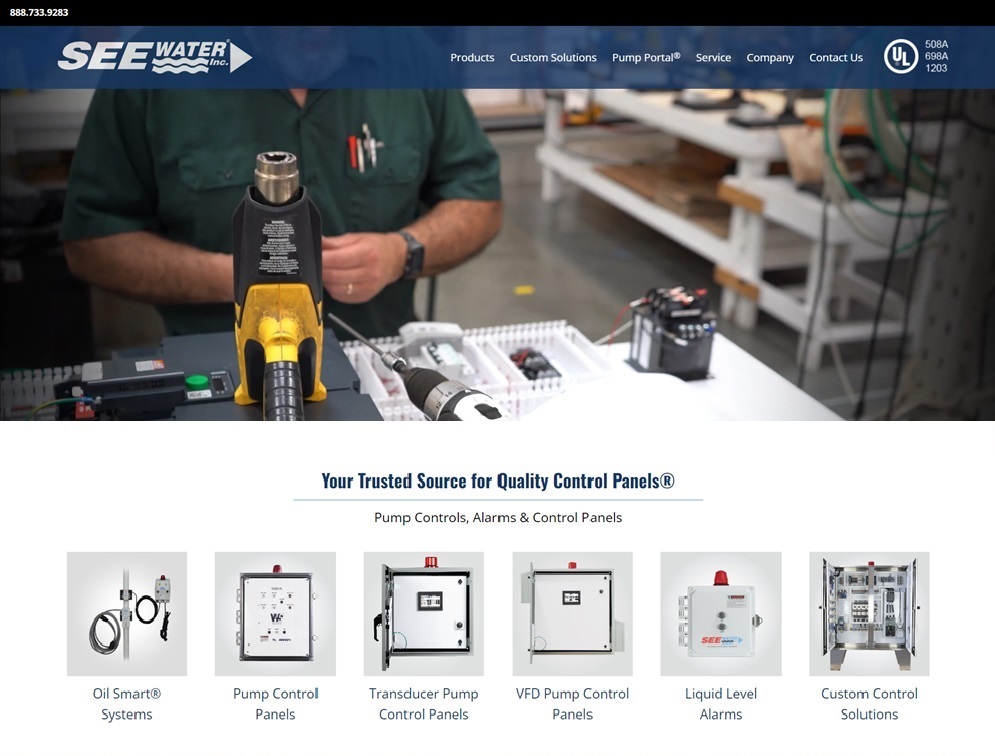 888.733.9283
SEE WATER® Inc.
Products Custom Solutions Pump Portal® Service Company Contact Us
UL
508A
698A
1203
Your Trusted Source for Quality Control Panels®
Pump Controls, Alarms & Control Panels
SEE WATER
Oil Smart® Systems
Pump Control Panels
Transducer Pump Control Panels
VFD Pump Control Panels
Liquid Level Alarms
Custom Control Solutions